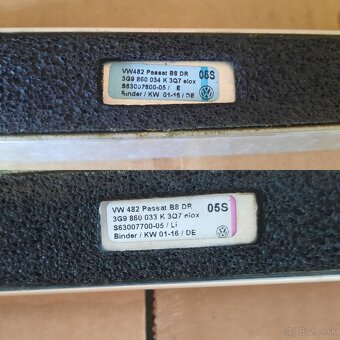 VW482 Passat B8 DR 05S
3G9 860 034 K 3Q7 elox
S63007800-05 /
Binder / KW 01-16 / DE
VW 482 Passat B8 DR 05S
3G9 860 033 K 3Q7 elox
S63007700-05 / Li
Binder / KW 01-16 / DE